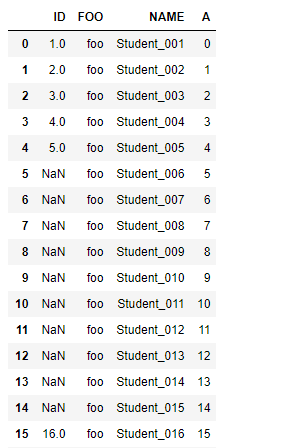 ID FOO NAME A
0 1.0 foo Student_001 0
1 2.0 foo Student_002 1
2 3.0 foo Student_003 2
3 4.0 foo Student_004 3
4 5.0 foo Student_005 4
5 NaN foo Student_006 5
6 NaN foo Student_007 6
7 NaN foo Student_008 7
8 NaN foo Student_009 8
9 NaN foo Student_010 9
10 NaN foo Student_011 10
11 NaN foo Student_012 11
12 NaN foo Student_013 12
13 NaN foo Student_014 13
14 NaN foo Student_015 14
15 16.0 foo Student_016 15